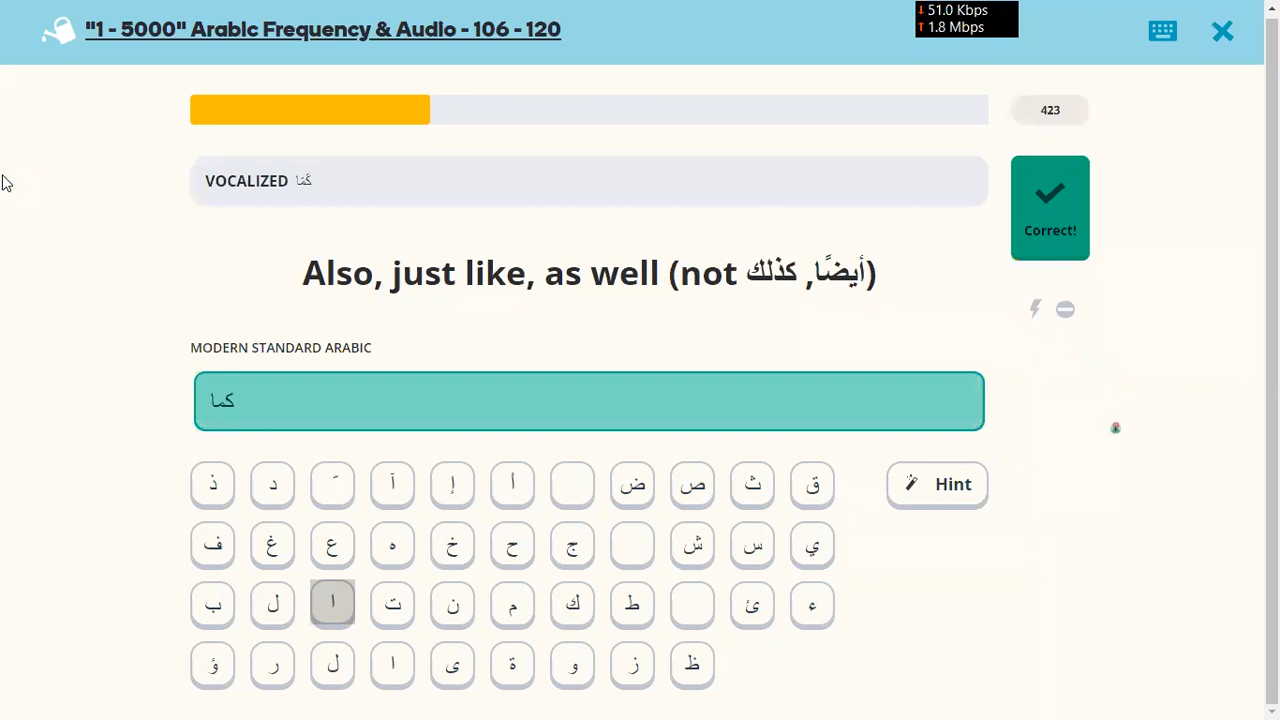 ↓ 51.0 Kbps
↑ 1.8 Mbps
"1 - 5000" Arabic Frequency & Audio - 106 - 120
423
VOCALIZED كَمَا
Correct!
Also, just like, as well (not أيضًا, كذلك)
MODERN STANDARD ARABIC
كما
ذ د َ آ إ أ ض ص ث ق
Hint
ف غ ع ه خ ح ج ش س ي
ب ل ا ت ن م ك ط ئ ء
ؤ ر ل ا ى ة و ز ظ